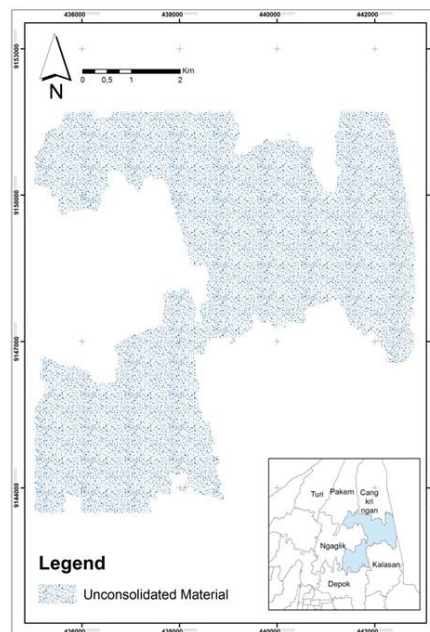 436000 438000 440000 442000
9153000
9150000
9147000
9144000
N
0 0,5 1 2
Km
Turi
Pakem
Cang
kri
ngan
Ngaglik
Kalasan
Depok
Legend
Unconsolidated Material
436000 438000 440000 442000